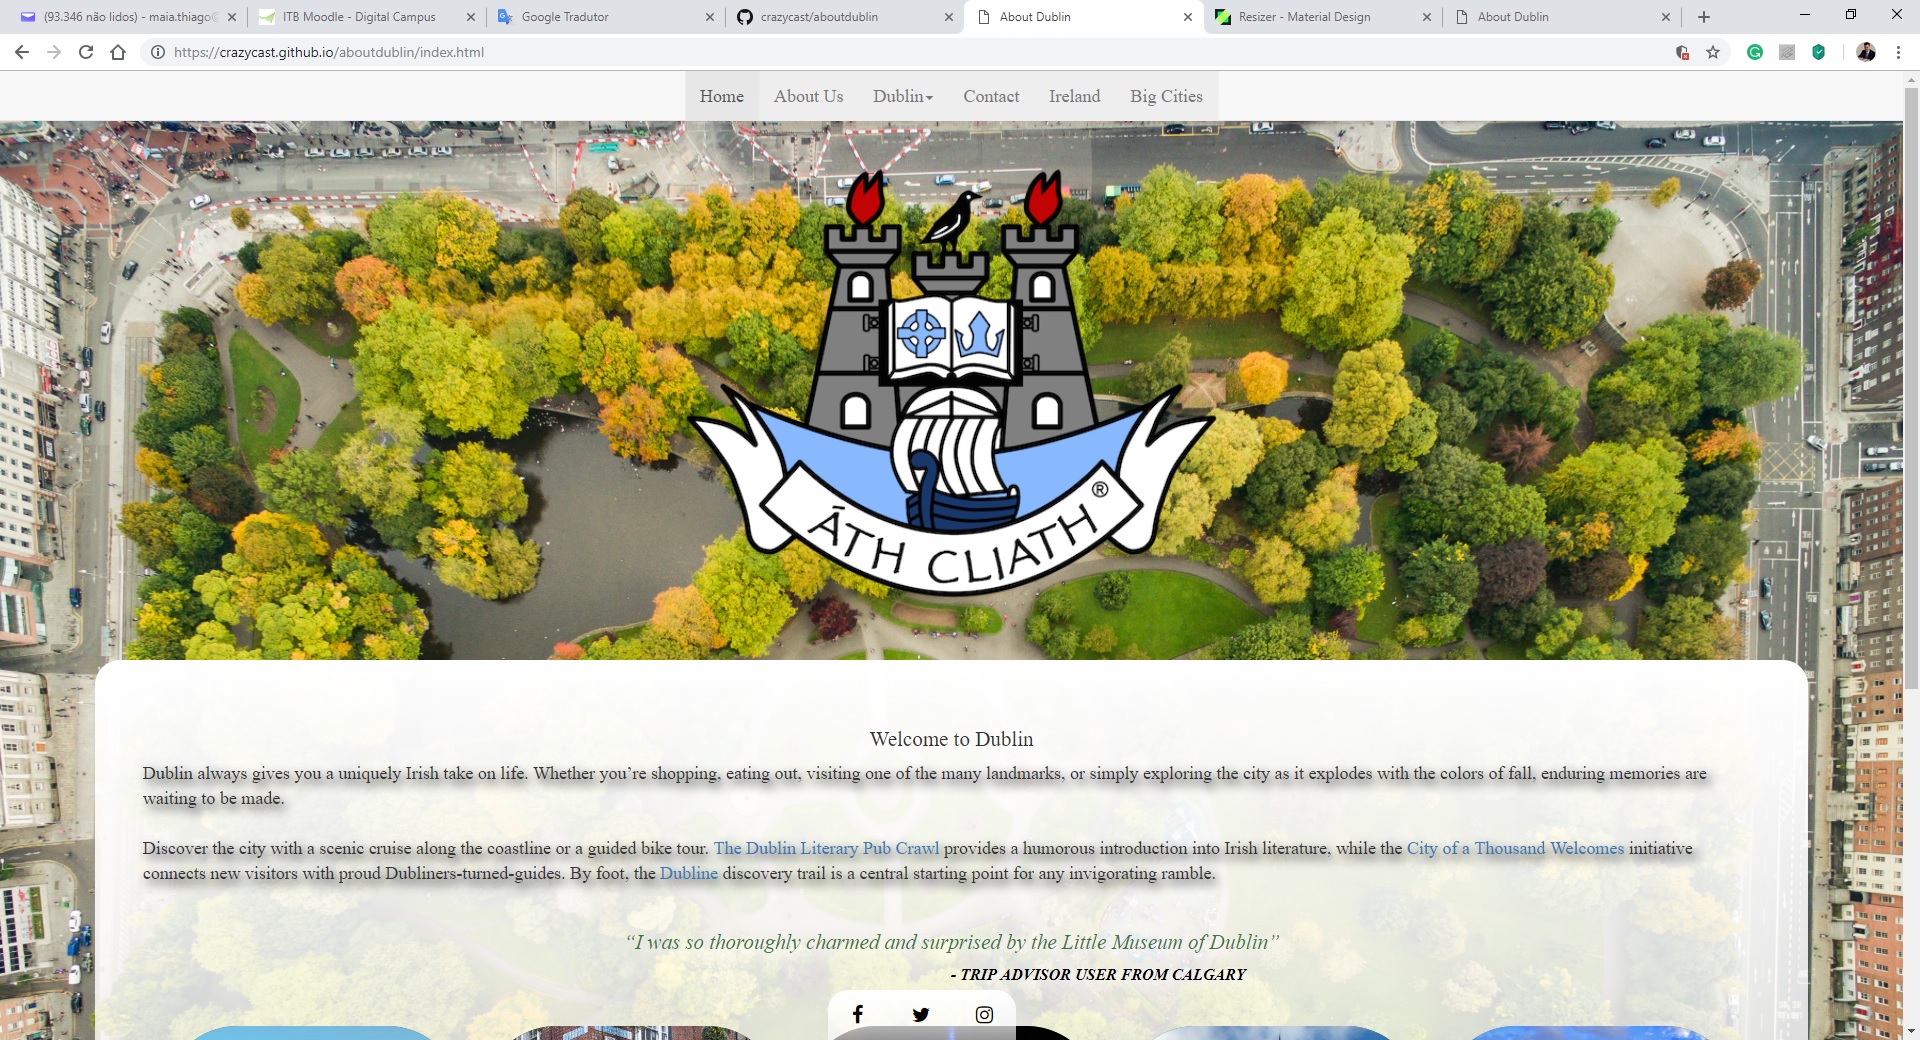 (93.346 não lidos) - maia.thiago@
ITB Moodle - Digital Campus
Google Tradutor
crazycast/aboutdublin
About Dublin
Resizer - Material Design
About Dublin
https://crazycast.github.io/aboutdublin/index.html
Home
About Us
Dublin
Contact
Ireland
Big Cities
ÁTH CLIATH ®
Welcome to Dublin
Dublin always gives you a uniquely Irish take on life. Whether you’re shopping, eating out, visiting one of the many landmarks, or simply exploring the city as it explodes with the colors of fall, enduring memories are
waiting to be made.
Discover the city with a scenic cruise along the coastline or a guided bike tour. The Dublin Literary Pub Crawl provides a humorous introduction into Irish literature, while the City of a Thousand Welcomes initiative
connects new visitors with proud Dubliners-turned-guides. By foot, the Dubline discovery trail is a central starting point for any invigorating ramble.
“I was so thoroughly charmed and surprised by the Little Museum of Dublin”
- TRIP ADVISOR USER FROM CALGARY